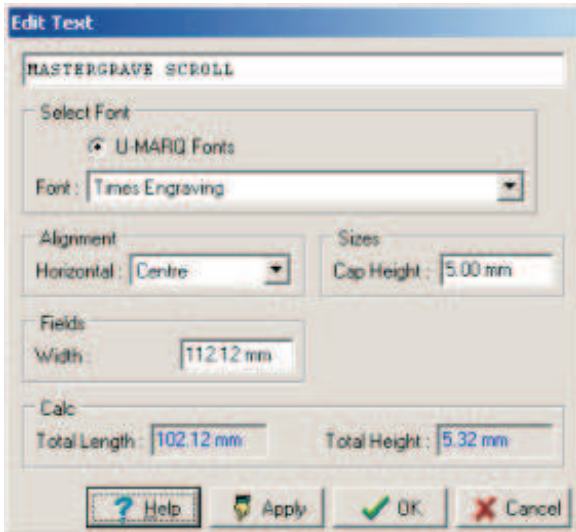 Edit Text
MASTERGRAVE SCROLL
Select Font
U-MARQ Fonts
Font : Times Engraving
Alignment
Horizontal : Centre
Sizes
Cap Height : 5.00 mm
Fields
Width : 112.12 mm
Calc
Total Length : 102.12 mm Total Height : 5.32 mm
? Help Apply OK Cancel